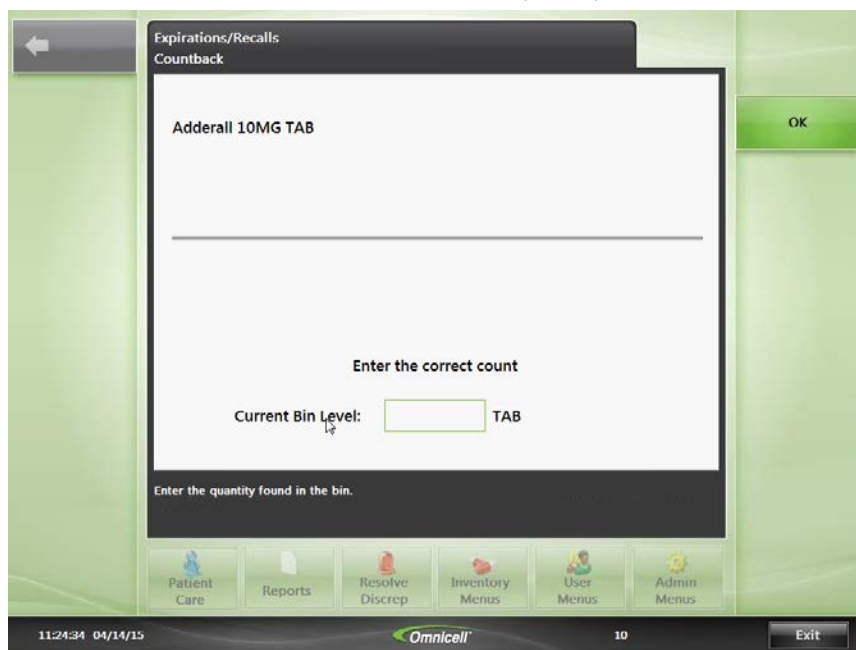 Expirations/Recalls
Countback
Adderall 10MG TAB
OK
Enter the correct count
Current Bin Level:
TAB
Enter the quantity found in the bin.
Patient Care
Reports
Resolve Discrep
Inventory Menus
User Menus
Admin Menus
11:24:34 04/14/15
Omnicell
10
Exit